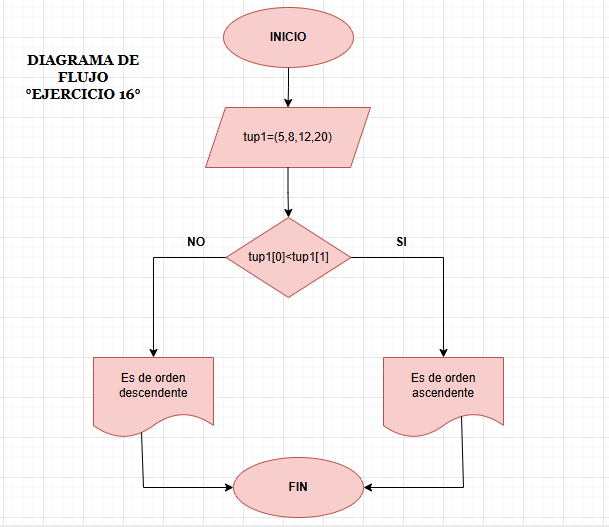 INICIO
DIAGRAMA DE
FLUJO
°EJERCICIO 16°
tup1=(5,8,12,20)
NO
SI
tup1[0]<tup1[1]
Es de orden
descendente
Es de orden
ascendente
FIN